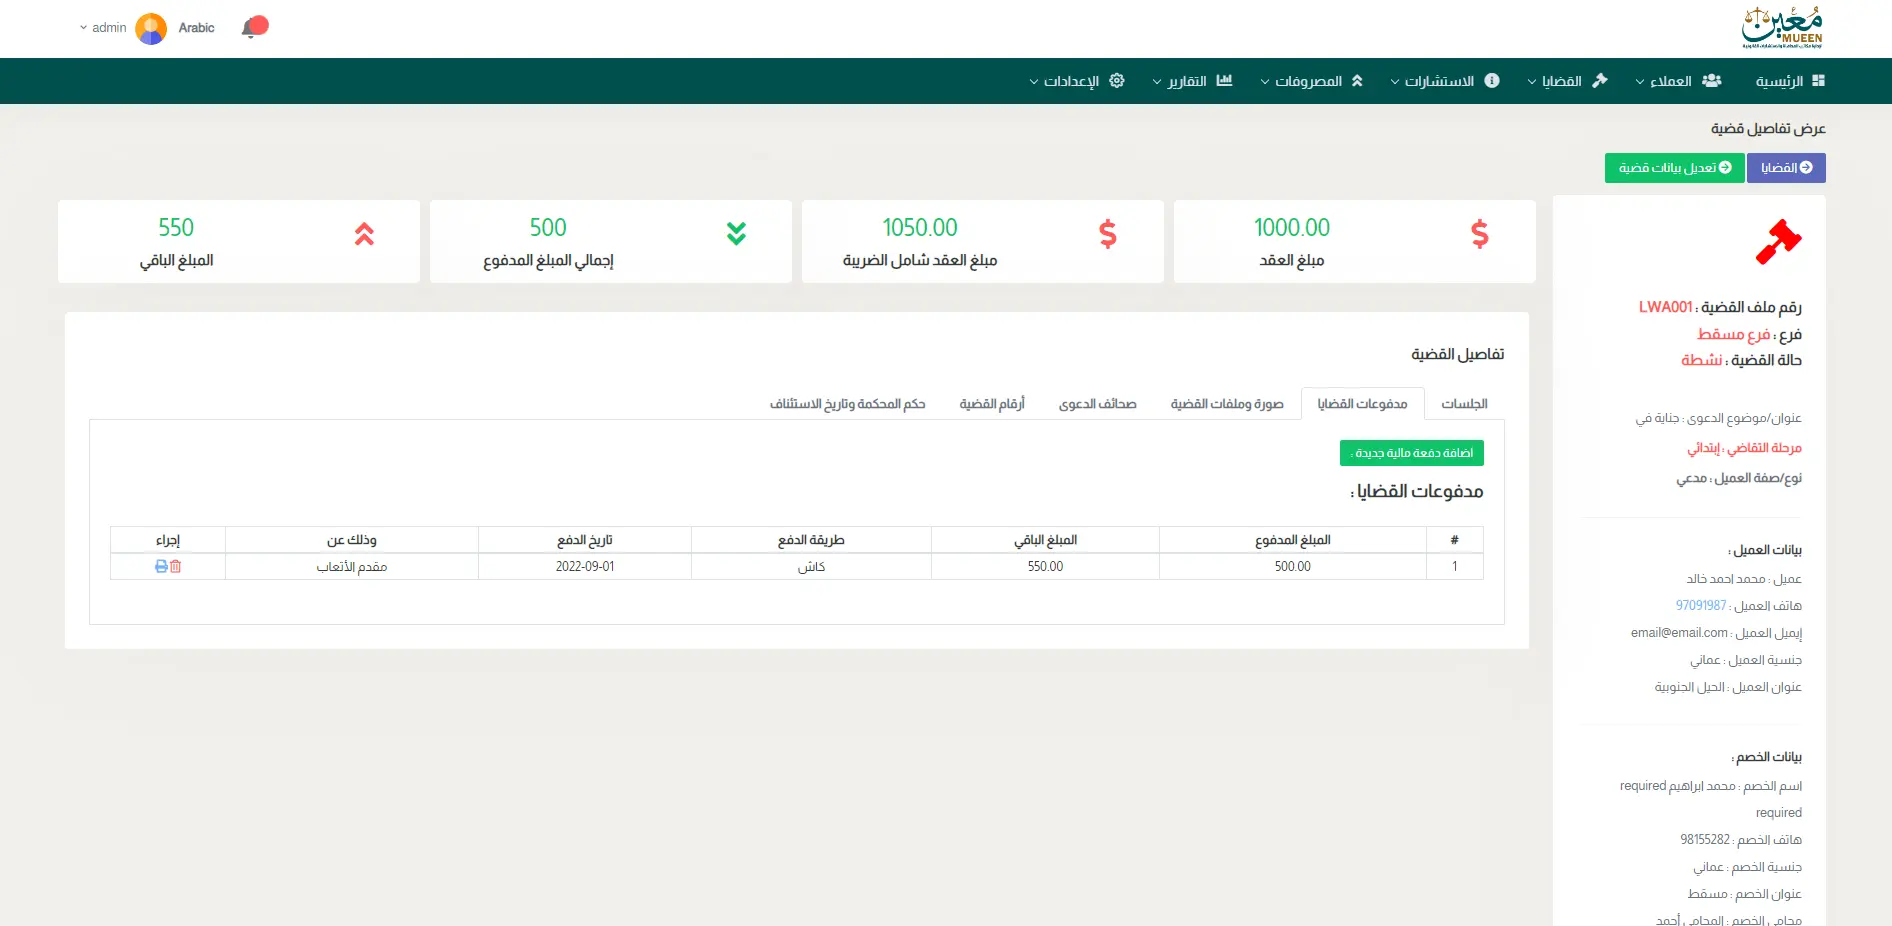 معين
MUEEN
Arabic
admin
الرئيسية
العملاء
القضايا
الاستشارات
المصروفات
التقارير
الإعدادات
عرض تفاصيل قضية
القضايا
تعديل بيانات قضية
رقم ملف القضية : LWA001
فرع : فرع مسقط
حالة القضية : نشطة
عنوان/موضوع الدعوى : جناية في
مرحلة التقاضي : إبتدائي
نوع/صفة العميل : مدعي
بيانات العميل :
عميل : محمد احمد خالد
هاتف العميل : 97091987
إيميل العميل : email@email.com
جنسية العميل : عماني
عنوان العميل : الحيل الجنوبية
بيانات الخصم :
اسم الخصم : محمد ابراهيم required
required
هاتف الخصم : 98155282
جنسية الخصم : عماني
عنوان الخصم : مسقط
محامي الخصم : المحامي أحمد
1000.00
مبلغ العقد
1050.00
مبلغ العقد شامل الضريبة
500
إجمالي المبلغ المدفوع
550
المبلغ الباقي
تفاصيل القضية
الجلسات
مدفوعات القضايا
صورة وملفات القضية
صحائف الدعوى
أرقام القضية
حكم المحكمة وتاريخ الاستئناف
اضافة دفعة مالية جديدة :
مدفوعات القضايا :
# المبلغ المدفوع المبلغ الباقي طريقة الدفع تاريخ الدفع وذلك عن إجراء
1 500.00 550.00 كاش 2022-09-01 مقدم الأتعاب